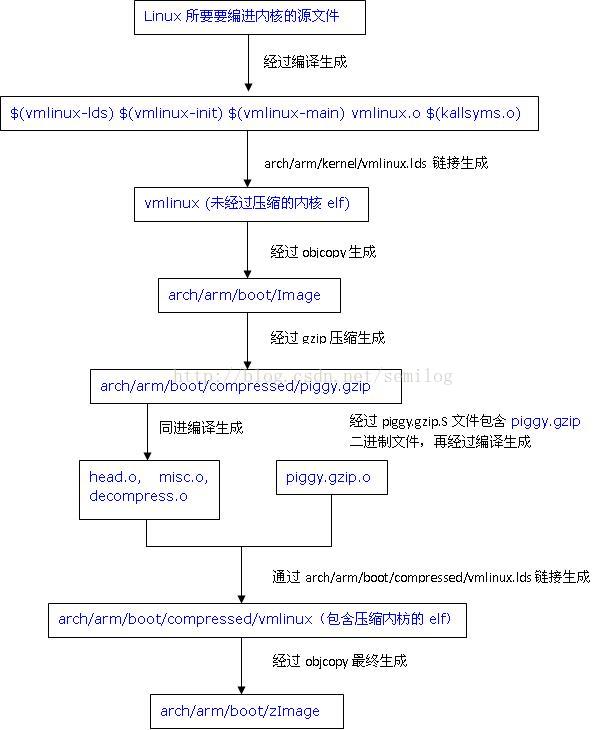 Linux 所要要编进内核的源文件
经过编译生成
$(vmlinux-lds) $(vmlinux-init) $(vmlinux-main) vmlinux.o $(kallsyms.o)
arch/arm/kernel/vmlinux.lds 链接生成
vmlinux (未经过压缩的内核 elf)
经过 objcopy 生成
arch/arm/boot/Image
经过 gzip 压缩生成
http://blog.csdn.net/semilog
arch/arm/boot/compressed/piggy.gzip
同进编译生成
经过 piggy.gzip.S 文件包含 piggy.gzip
二进制文件，再经过编译生成
head.o, misc.o,
decompress.o
piggy.gzip.o
通过 arch/arm/boot/compressed/vmlinux.lds 链接生成
arch/arm/boot/compressed/vmlinux（包含压缩内枋的 elf）
经过 objcopy 最终生成
arch/arm/boot/zImage